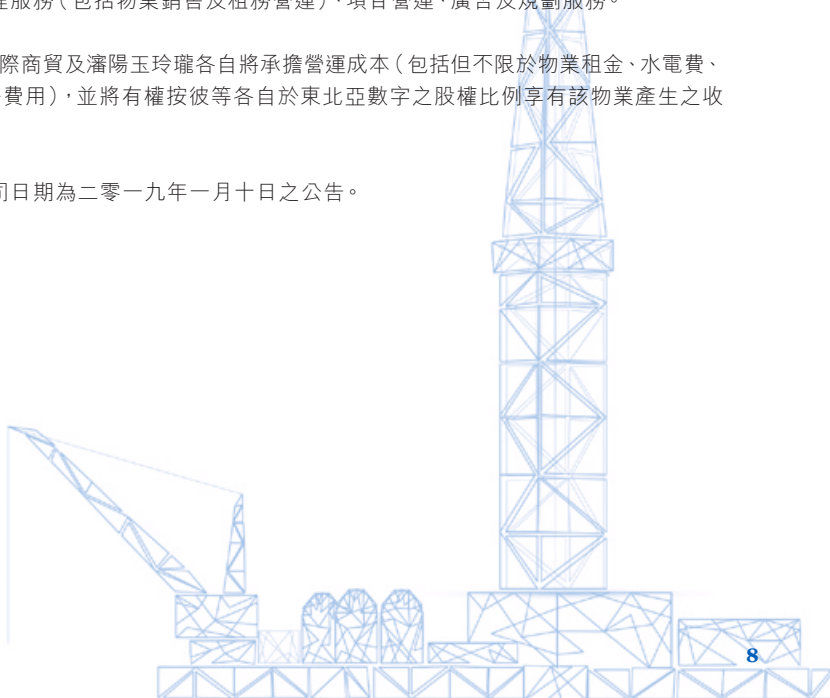 理服務（包括物業銷售及租務營運）、項目營運、廣告及規劃服務。
際商貿及瀋陽玉玲瓏各自將承擔營運成本（包括但不限於物業租金、水電費、
費用），並將有權按彼等各自於東北亞數字之股權比例享有該物業產生之收
司日期為二零一九年一月十日之公告。
8